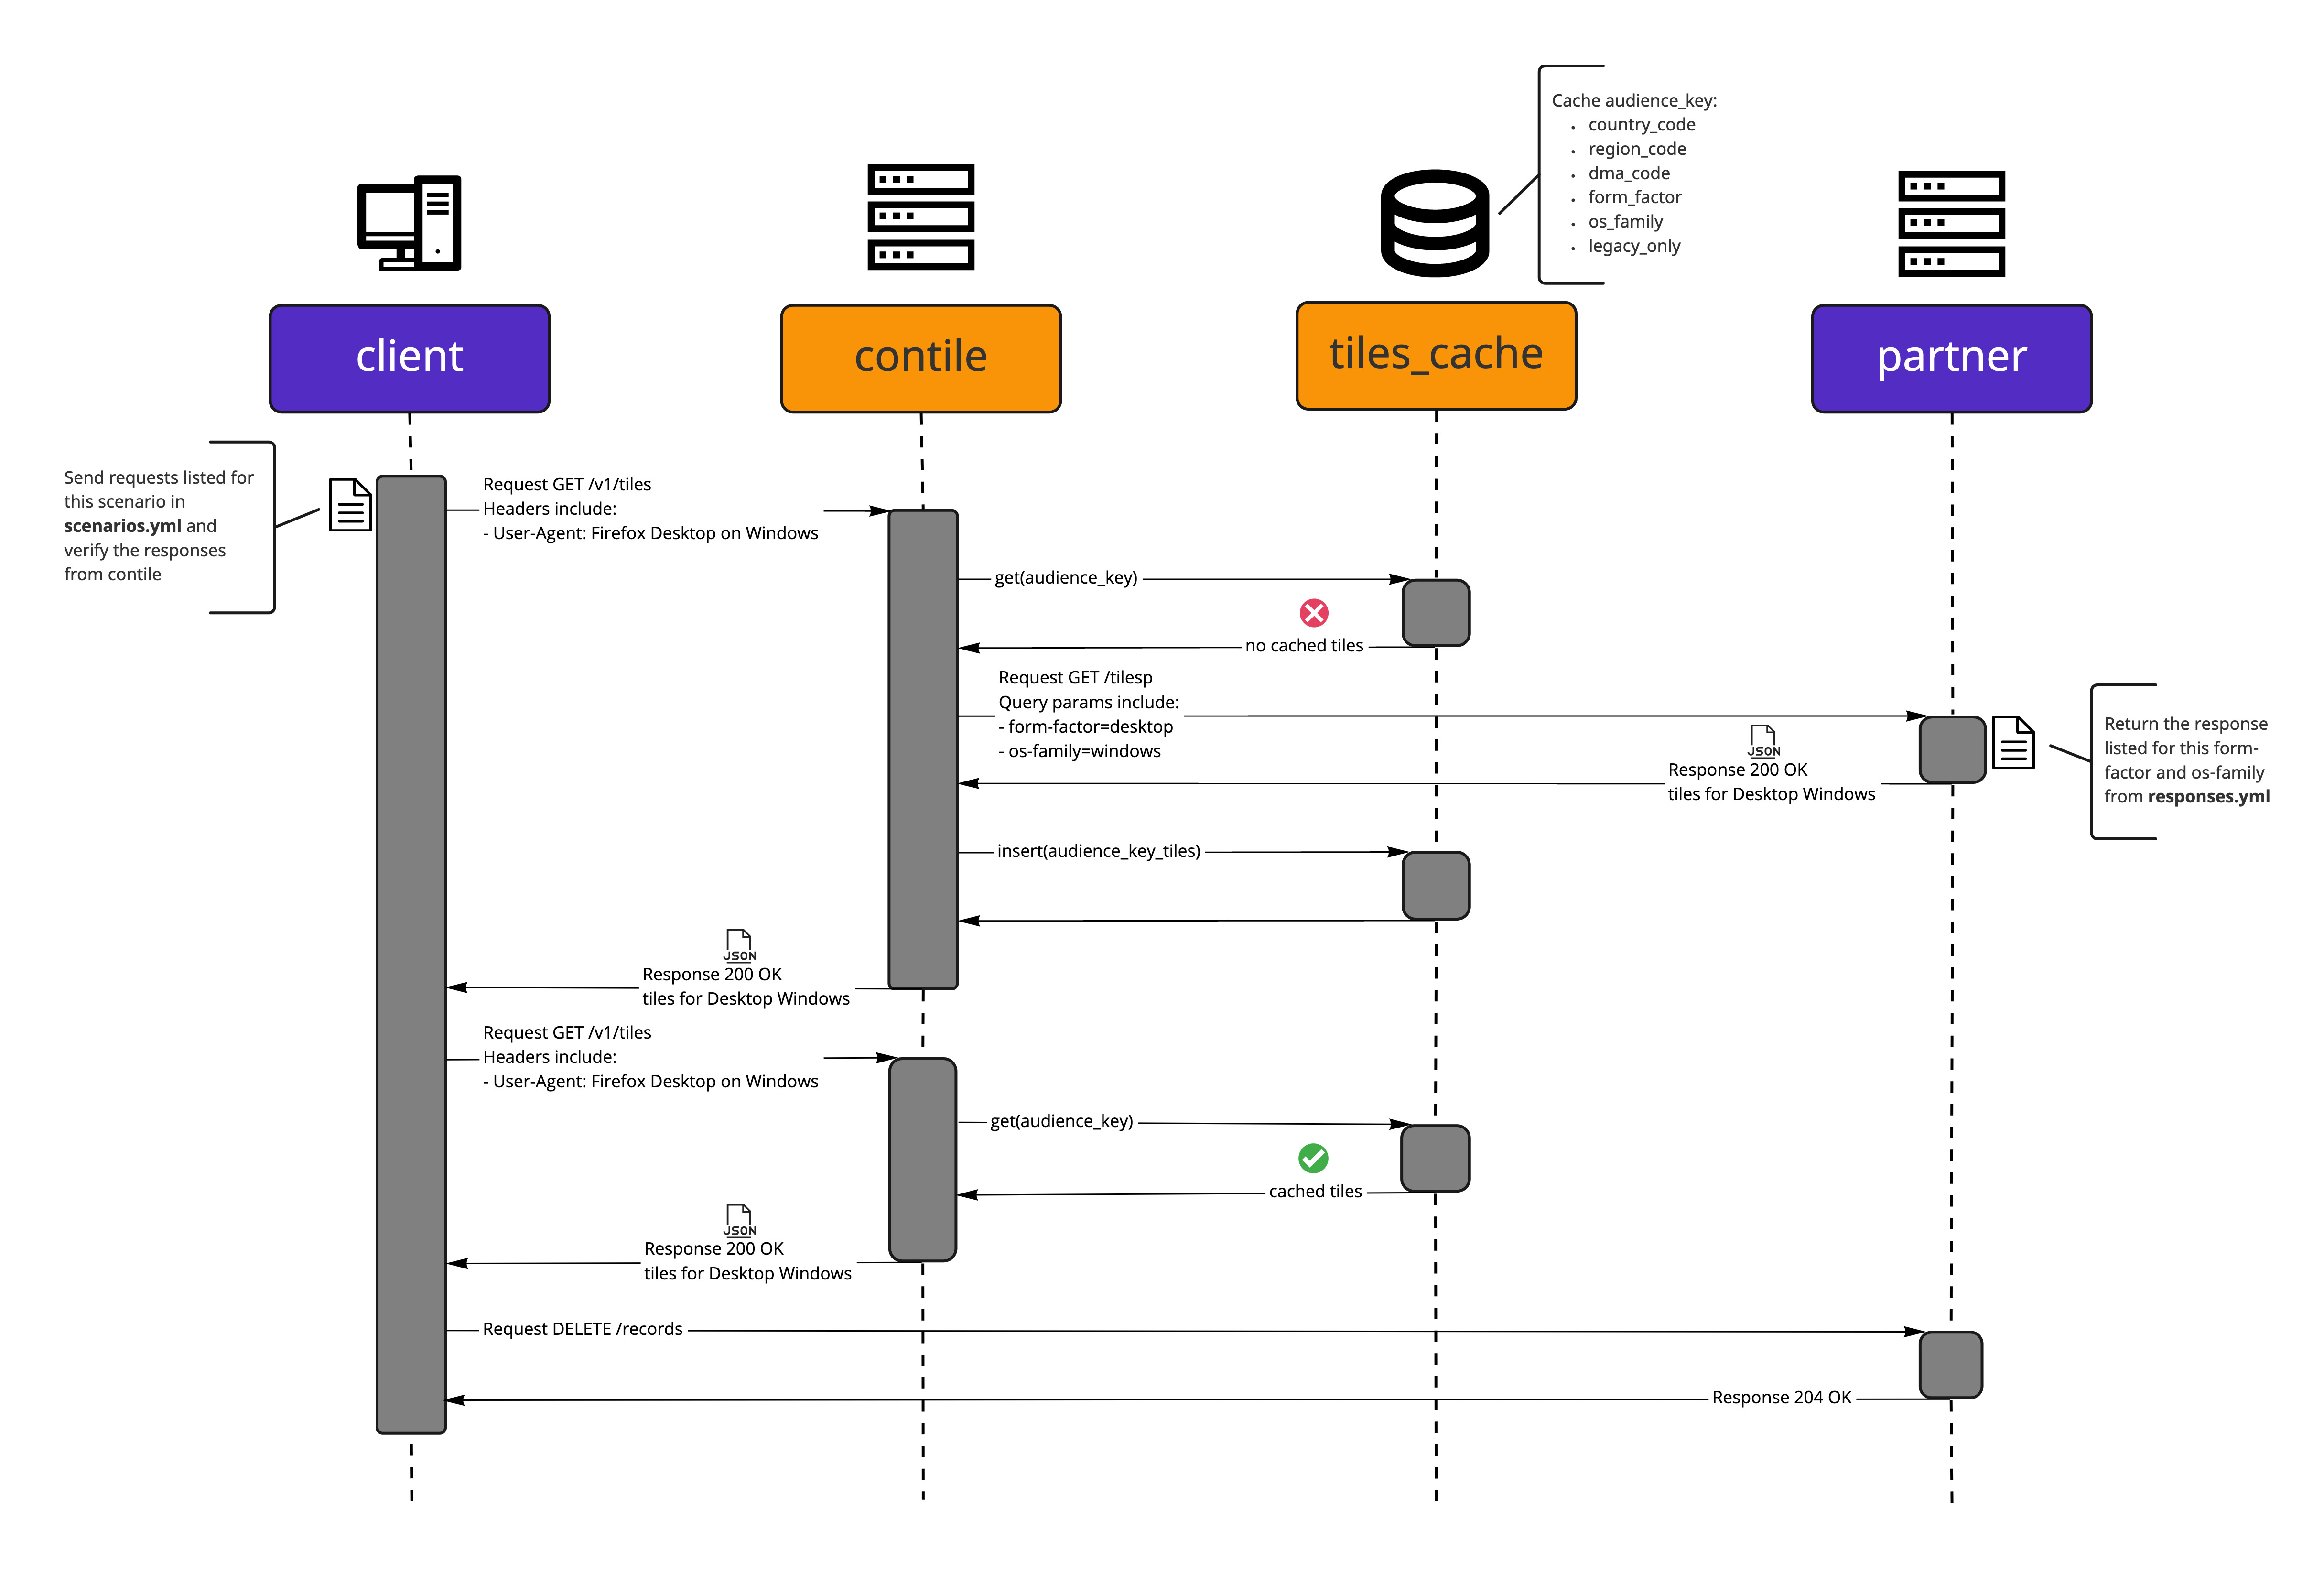 Cache audience_key:
• country_code
• region_code
• dma_code
• form_factor
• os_family
• legacy_only
client
contile
tiles_cache
partner
Send requests listed for
this scenario in
scenarios.yml and
verify the responses
from contile
Request GET /v1/tiles
Headers include:
- User-Agent: Firefox Desktop on Windows
get(audience_key)
no cached tiles
Request GET /tilesp
Query params include:
- form-factor=desktop
- os-family=windows
JSON
Response 200 OK
tiles for Desktop Windows
Return the response
listed for this form-
factor and os-family
from responses.yml
insert(audience_key_tiles)
JSON
Response 200 OK
tiles for Desktop Windows
Request GET /v1/tiles
Headers include:
- User-Agent: Firefox Desktop on Windows
get(audience_key)
cached tiles
JSON
Response 200 OK
tiles for Desktop Windows
Request DELETE /records
Response 204 OK